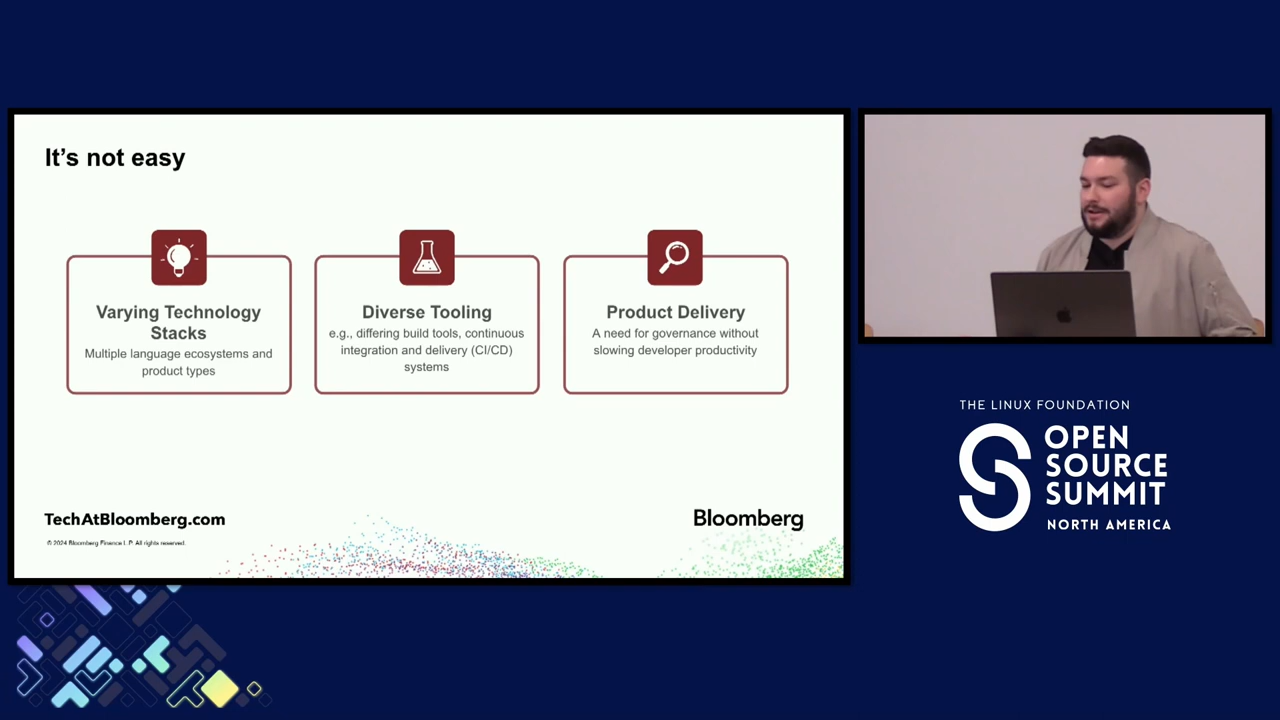 It's not easy
Varying Technology
Stacks
Multiple language ecosystems and
product types
Diverse Tooling
e.g., differing build tools, continuous
integration and delivery (CI/CD)
systems
Product Delivery
A need for governance without
slowing developer productivity
TechAtBloomberg.com
© 2024 Bloomberg Finance L.P. All rights reserved.
Bloomberg
THE LINUX FOUNDATION
OPEN
SOURCE
SUMMIT
NORTH AMERICA